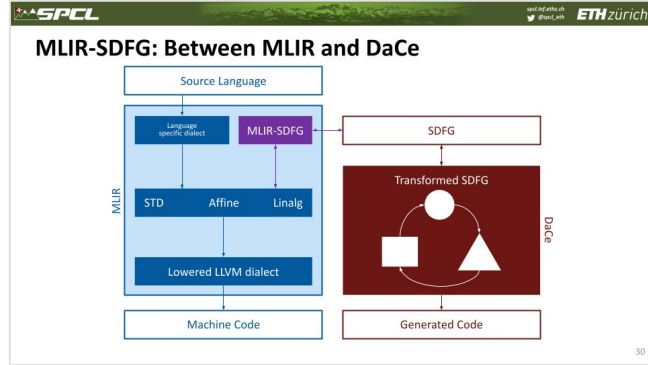 SPCL
spcl.inf.ethz.ch
@spcl_eth
ETH zürich
MLIR-SDFG: Between MLIR and DaCe
Source Language
MLIR
Language
specific dialect
MLIR-SDFG
STD Affine Linalg
Lowered LLVM dialect
Machine Code
SDFG
Transformed SDFG
DaCe
Generated Code
30